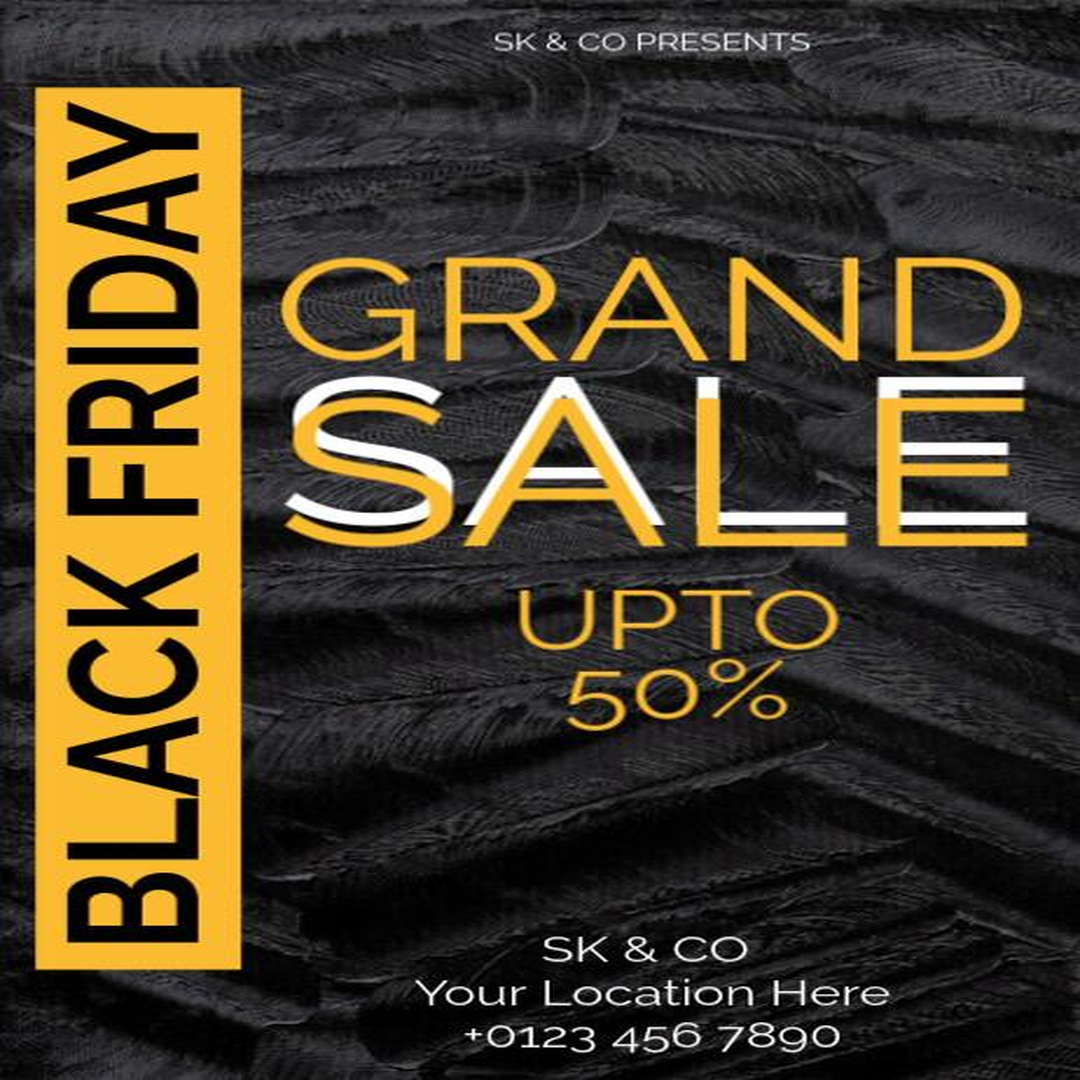 SK & CO PRESENTS
BLACK FRIDAY
GRAND
SALE
UPTO
50%
SK & CO
Your Location Here
+0123 456 7890